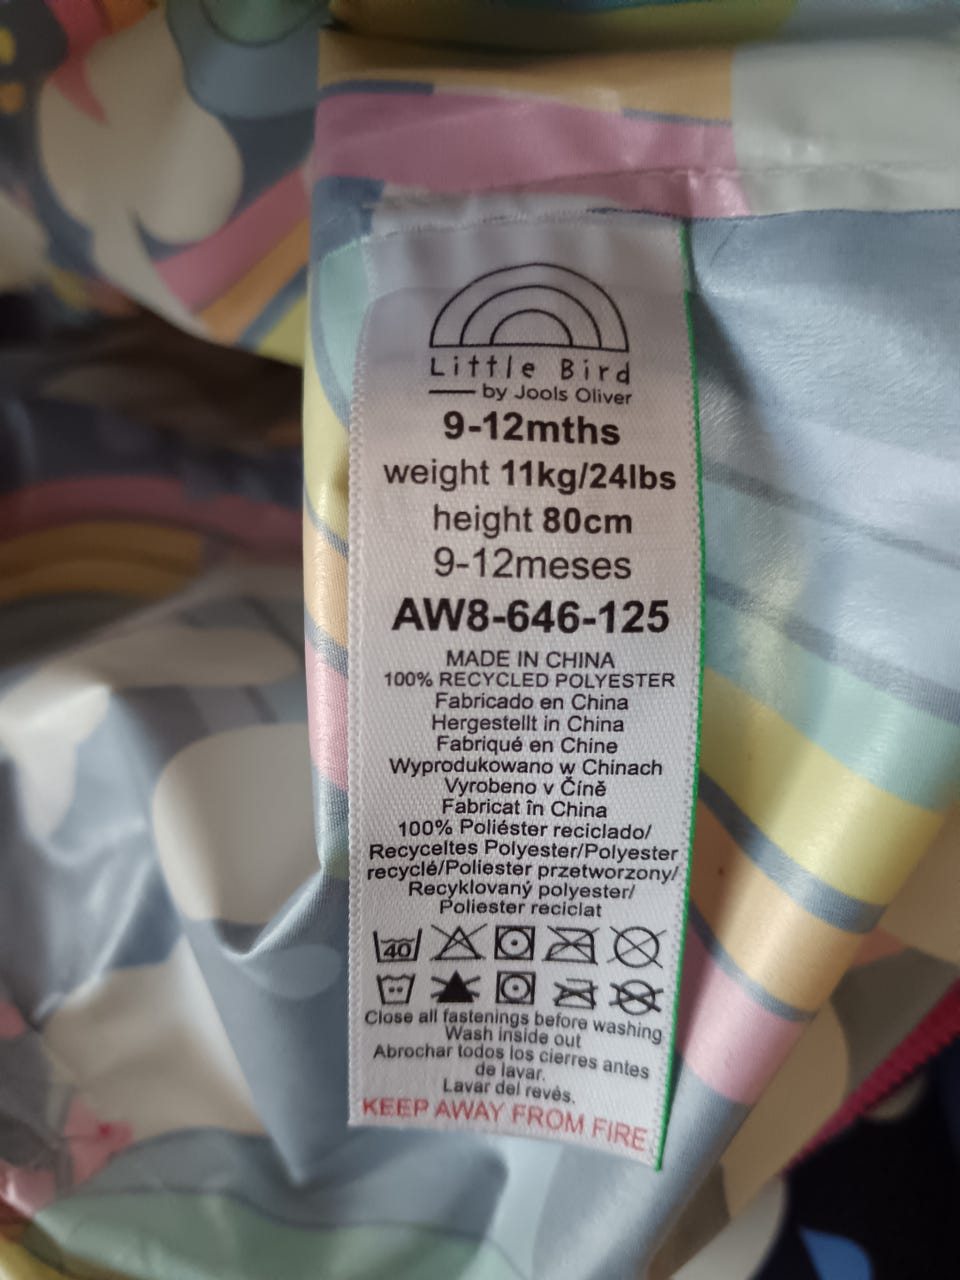 Little Bird
by Jools Oliver
9-12mths
weight 11kg/24lbs
height 80cm
9-12meses
AW8-646-125
MADE IN CHINA
100% RECYCLED POLYESTER
Fabricado en China
Hergestellt in China
Fabriqué en Chine
Wyprodukowano w Chinach
Vyrobeno v Číně
Fabricat în China
100% Poliéster reciclado/
Recyceltes Polyester/Polyester
recyclé/Poliester przetworzony/
Recyklovaný polyester/
Poliester reciclat
40
Close all fastenings before washing
Wash inside out
Abrochar todos los cierres antes
de lavar.
Lavar del revés.
KEEP AWAY FROM FIRE